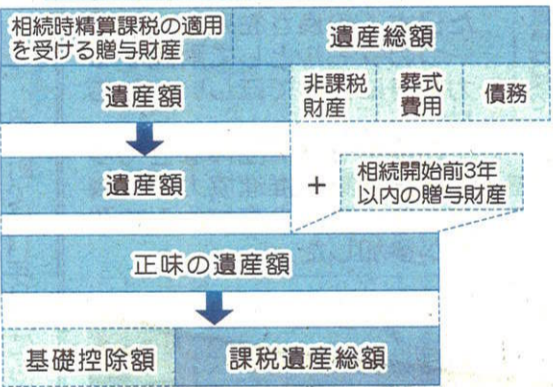 相続時精算課税の適用
を受ける贈与財産
遺産総額
遺産額
非課税
財産
葬式
費用
債務
遺産額
+
相続開始前3年
以内の贈与財産
正味の遺産額
基礎控除額
課税遺産総額